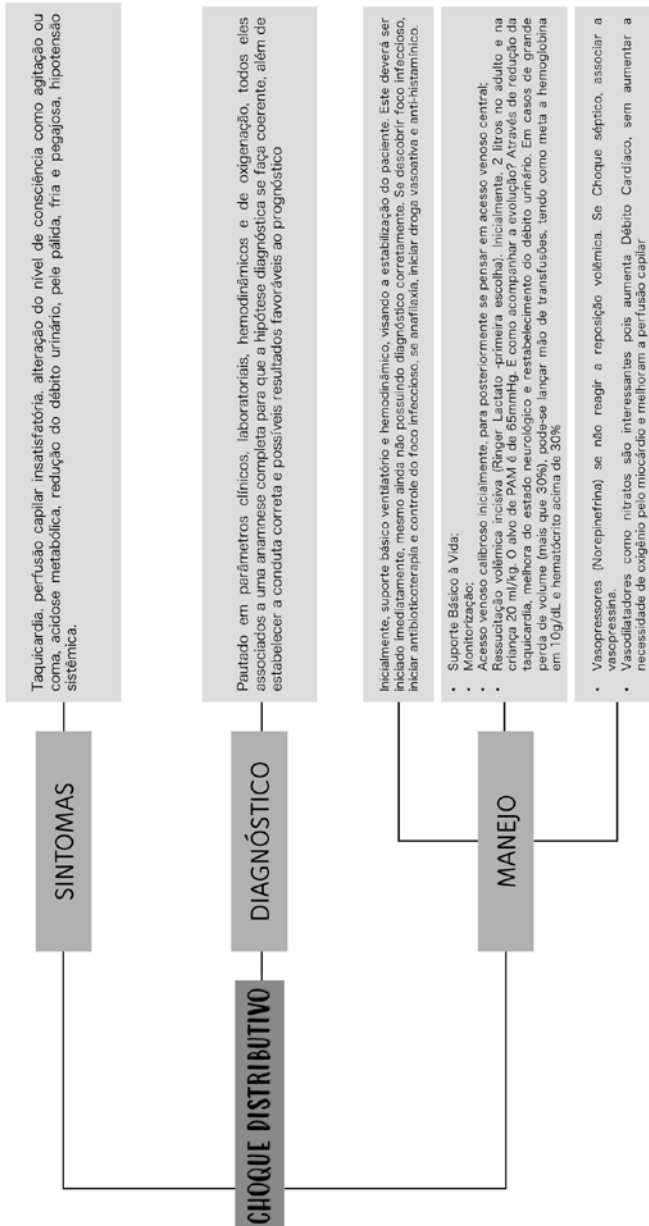 CHOQUE DISTRIBUTIVO
SINTOMAS
Taquicardia, perfusão capilar insatisfatória, alteração do nível de consciência como agitação ou
coma, acidose metabólica, redução do débito urinário, pele pálida, fria e pegajosa, hipotensão
sistêmica.
DIAGNÓSTICO
Pautado em parâmetros clínicos, laboratoriais, hemodinâmicos e de oxigenação, todos eles
associados a uma anamnese completa para que a hipótese diagnóstica se faça coerente, além de
estabelecer a conduta correta e possíveis resultados favoráveis ao prognóstico
MANEJO
Inicialmente, suporte básico ventilatório e hemodinâmico, visando a estabilização do paciente. Este deverá ser
iniciado imediatamente, mesmo ainda não possuindo diagnóstico corretamente. Se descobrir foco infeccioso,
iniciar antibioticoterapia e controle do foco infeccioso, se anafilaxia, iniciar droga vasoativa e anti-histamínico.
• Suporte Básico à Vida;
• Monitorização;
• Acesso venoso calibroso inicialmente, para posteriormente se pensar em acesso venoso central;
• Ressucitação volêmica incisiva (Ringer Lactato -primeira escolha). Inicialmente, 2 litros no adulto e na
criança 20 ml/kg. O alvo de PAM é de 65mmHg. E como acompanhar a evolução? Através de redução da
taquicardia, melhora do estado neurológico e restabelecimento do débito urinário. Em casos de grande
perda de volume (mais que 30%), pode-se lançar mão de transfusões, tendo como meta a hemoglobina
em 10g/dL e hematócrito acima de 30%
• Vasopressores (Norepinefrina) se não reagir a reposição volêmica. Se Choque séptico, associar a
vasopressina.
• Vasodilatadores como nitratos são interessantes pois aumenta Débito Cardíaco, sem aumentar a
necessidade de oxigênio pelo miocárdio e melhoram a perfusão capilar